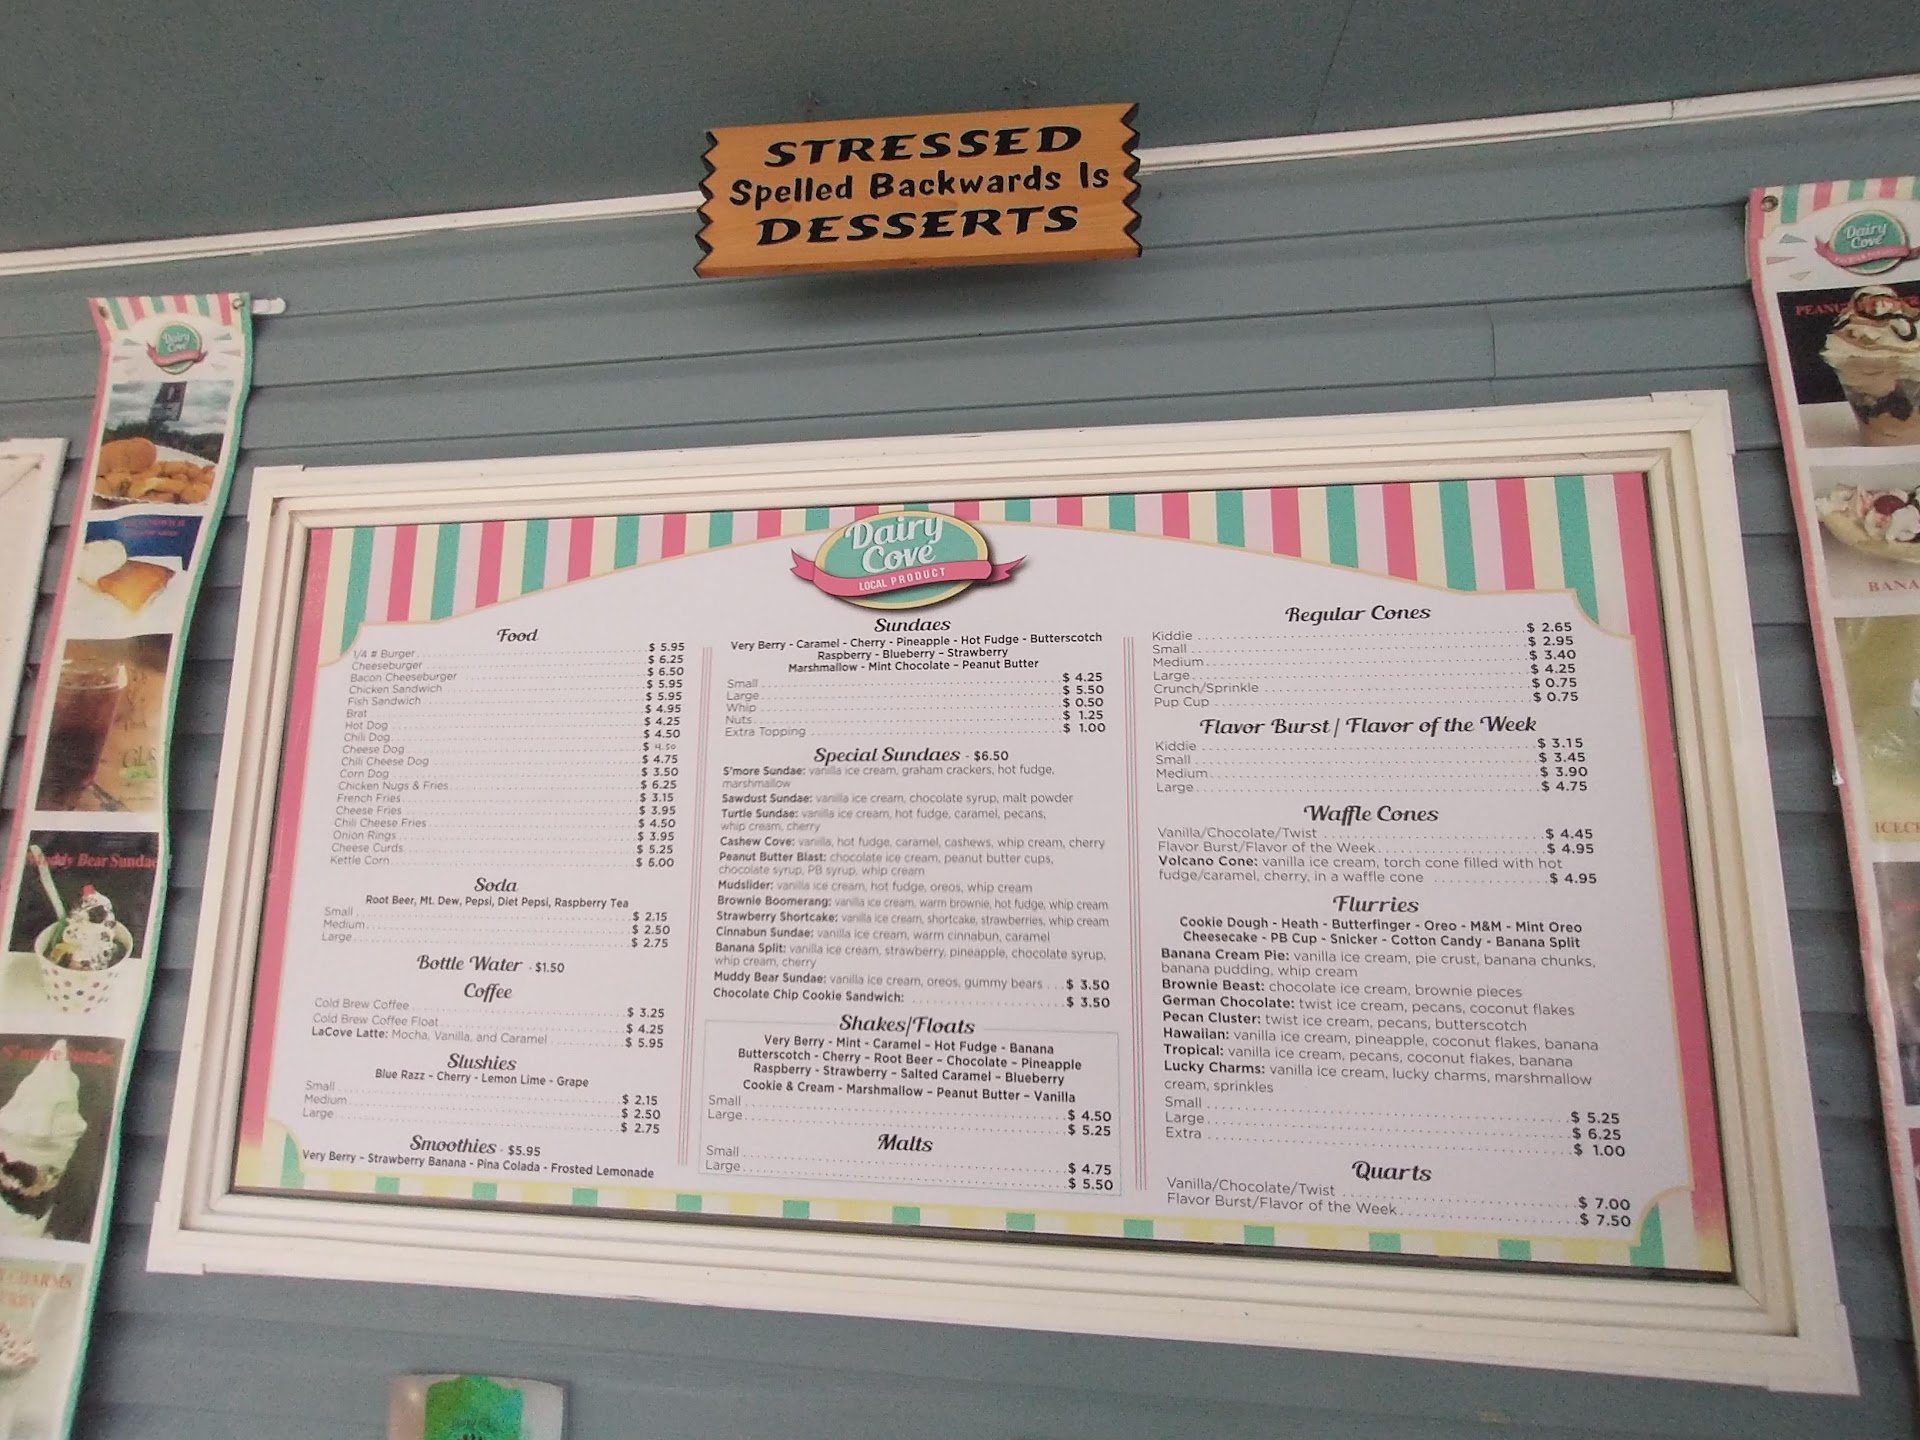 STRESSED
Spelled Backwards Is
DESSERTS
Dairy
Cove
LOCAL PRODUCT
Food
1/4 # Burger $ 5.95
Cheeseburger $ 6.25
Bacon Cheeseburger $ 6.50
Chicken Sandwich $ 5.95
Fish Sandwich $ 5.95
Brat $ 4.95
Hot Dog $ 4.25
Chili Dog $ 4.50
Cheese Dog $ 4.50
Chili Cheese Dog $ 4.75
Corn Dog $ 3.50
Chicken Nugs & Fries $ 6.25
French Fries $ 3.15
Cheese Fries $ 3.95
Chili Cheese Fries $ 4.50
Onion Rings $ 3.95
Cheese Curds $ 5.25
Kettle Corn $ 6.00
Soda
Root Beer, Mt. Dew, Pepsi, Diet Pepsi, Raspberry Tea
Small $ 2.15
Medium $ 2.50
Large $ 2.75
Bottle Water - $1.50
Coffee
Cold Brew Coffee $ 3.25
Cold Brew Coffee Float $ 4.25
LaCove Latte: Mocha, Vanilla, and Caramel $ 5.95
Slushies
Blue Razz - Cherry - Lemon Lime - Grape
Small $ 2.15
Medium $ 2.50
Large $ 2.75
Smoothies - $5.95
Very Berry - Strawberry Banana - Pina Colada - Frosted Lemonade
Sundaes
Very Berry - Caramel - Cherry - Pineapple - Hot Fudge - Butterscotch
Raspberry - Blueberry - Strawberry
Marshmallow - Mint Chocolate - Peanut Butter
Small $ 4.25
Large $ 5.50
Whip $ 0.50
Nuts $ 1.25
Extra Topping $ 1.00
Special Sundaes - $6.50
S'more Sundae: vanilla ice cream, graham crackers, hot fudge,
marshmallow
Sawdust Sundae: vanilla ice cream, chocolate syrup, malt powder
Turtle Sundae: vanilla ice cream, hot fudge, caramel, pecans,
whip cream, cherry
Cashew Cove: vanilla, hot fudge, caramel, cashews, whip cream, cherry
Peanut Butter Blast: chocolate ice cream, peanut butter cups,
chocolate syrup, PB syrup, whip cream
Mudslider: vanilla ice cream, hot fudge, oreos, whip cream
Brownie Boomerang: vanilla ice cream, warm brownie, hot fudge, whip cream
Strawberry Shortcake: vanilla ice cream, shortcake, strawberries, whip cream
Cinnabun Sundae: vanilla ice cream, warm cinnabun, caramel
Banana Split: vanilla ice cream, strawberry, pineapple, chocolate syrup,
whip cream, cherry
Muddy Bear Sundae: vanilla ice cream, oreos, gummy bears $ 3.50
Chocolate Chip Cookie Sandwich: $ 3.50
Shakes/Floats
Very Berry - Mint - Caramel - Hot Fudge - Banana
Butterscotch - Cherry - Root Beer - Chocolate - Pineapple
Raspberry - Strawberry - Salted Caramel - Blueberry
Cookie & Cream - Marshmallow - Peanut Butter - Vanilla
Small $ 4.50
Large $ 5.25
Malts
Small $ 4.75
Large $ 5.50
Regular Cones
Kiddie $ 2.65
Small $ 2.95
Medium $ 3.40
Large $ 4.25
Crunch/Sprinkle $ 0.75
Pup Cup $ 0.75
Flavor Burst / Flavor of the Week
Kiddie $ 3.15
Small $ 3.45
Medium $ 3.90
Large $ 4.75
Waffle Cones
Vanilla/Chocolate/Twist $ 4.45
Flavor Burst/Flavor of the Week $ 4.95
Volcano Cone: vanilla ice cream, torch cone filled with hot
fudge/caramel, cherry, in a waffle cone $ 4.95
Flurries
Cookie Dough - Heath - Butterfinger - Oreo - M&M - Mint Oreo
Cheesecake - PB Cup - Snicker - Cotton Candy - Banana Split
Banana Cream Pie: vanilla ice cream, pie crust, banana chunks,
banana pudding, whip cream
Brownie Beast: chocolate ice cream, brownie pieces
German Chocolate: twist ice cream, pecans, coconut flakes
Pecan Cluster: twist ice cream, pecans, butterscotch
Hawaiian: vanilla ice cream, pineapple, coconut flakes, banana
Tropical: vanilla ice cream, pecans, coconut flakes, banana
Lucky Charms: vanilla ice cream, lucky charms, marshmallow
cream, sprinkles
Small $ 5.25
Large $ 6.25
Extra $ 1.00
Quarts
Vanilla/Chocolate/Twist $ 7.00
Flavor Burst/Flavor of the Week $ 7.50
Dairy
Cove
Muddy Bear Sundae
S'more Sundae
Dairy
Cove
BANA
ICECR